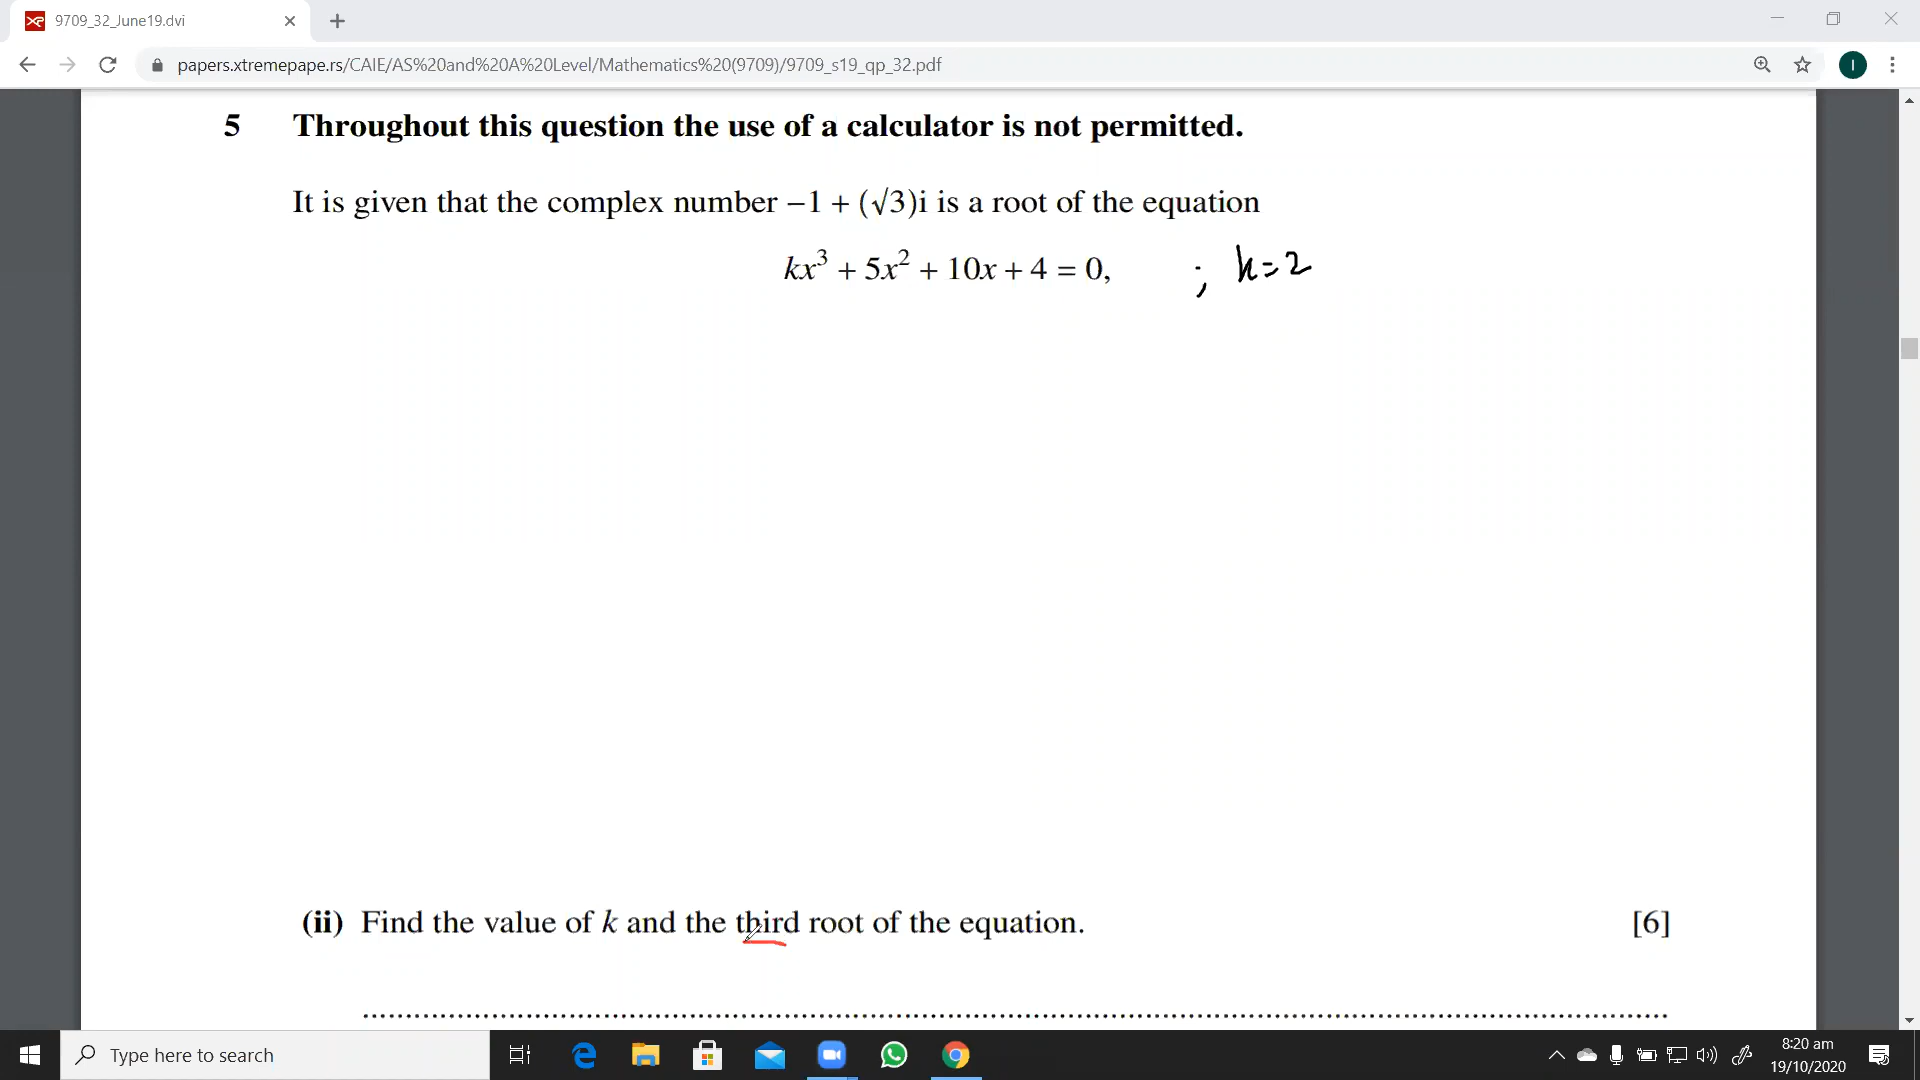 9709_32_June19.dvi
papers.xtremepape.rs/CAIE/AS%20and%20A%20Level/Mathematics%20(9709)/9709_s19_qp_32.pdf
I
5 Throughout this question the use of a calculator is not permitted.
It is given that the complex number −1 + (√3)i is a root of the equation
kx³ + 5x² + 10x + 4 = 0, ; k=2
(ii) Find the value of k and the third root of the equation. [6]
Type here to search
8:20 am
19/10/2020